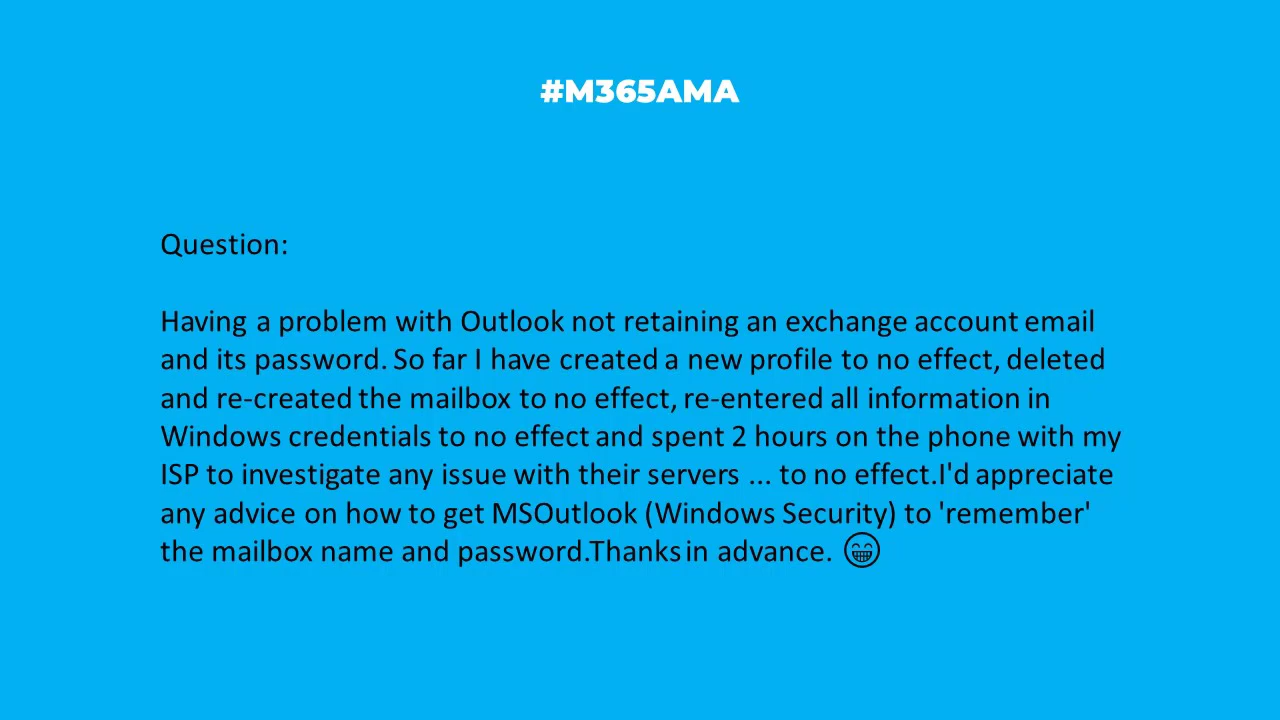 #M365AMA
Question:
Having a problem with Outlook not retaining an exchange account email
and its password. So far I have created a new profile to no effect, deleted
and re-created the mailbox to no effect, re-entered all information in
Windows credentials to no effect and spent 2 hours on the phone with my
ISP to investigate any issue with their servers ... to no effect.I'd appreciate
any advice on how to get MSOutlook (Windows Security) to 'remember'
the mailbox name and password.Thanks in advance. 😁